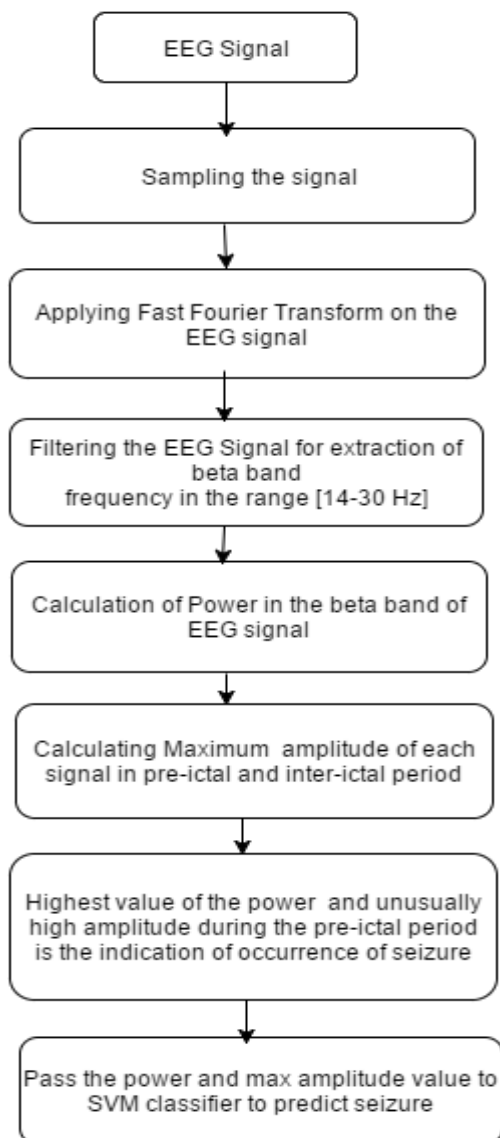 EEG Signal
Sampling the signal
Applying Fast Fourier Transform on the
EEG signal
Filtering the EEG Signal for extraction of
beta band
frequency in the range [14-30 Hz]
Calculation of Power in the beta band of
EEG signal
Calculating Maximum amplitude of each
signal in pre-ictal and inter-ictal period
Highest value of the power and unusually
high amplitude during the pre-ictal period
is the indication of occurrence of seizure
Pass the power and max amplitude value to
SVM classifier to predict seizure